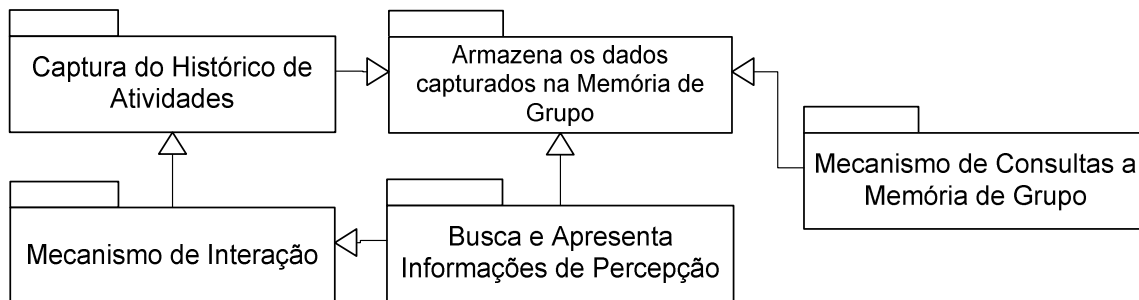 Captura do Histórico de
Atividades
Armazena os dados
capturados na Memória de
Grupo
Mecanismo de Consultas a
Memória de Grupo
Mecanismo de Interação
Busca e Apresenta
Informações de Percepção